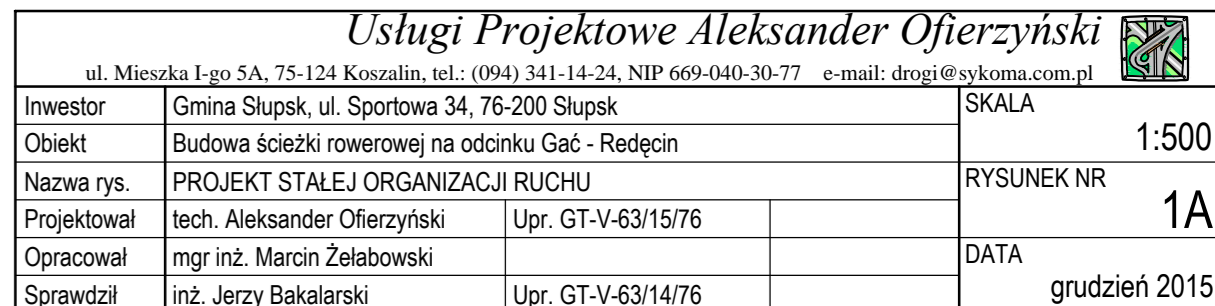 Usługi Projektowe Aleksander Ofierzyński
ul. Mieszka I-go 5A, 75-124 Koszalin, tel.: (094) 341-14-24, NIP 669-040-30-77 e-mail: drogi@sykoma.com.pl
Inwestor Gmina Słupsk, ul. Sportowa 34, 76-200 Słupsk
SKALA
1:500
Obiekt Budowa ścieżki rowerowej na odcinku Gać - Redęcin
Nazwa rys. PROJEKT STAŁEJ ORGANIZACJI RUCHU
RYSUNEK NR
1A
Projektował tech. Aleksander Ofierzyński Upr. GT-V-63/15/76
Opracował mgr inż. Marcin Żełabowski
DATA
grudzień 2015
Sprawdził inż. Jerzy Bakalarski Upr. GT-V-63/14/76